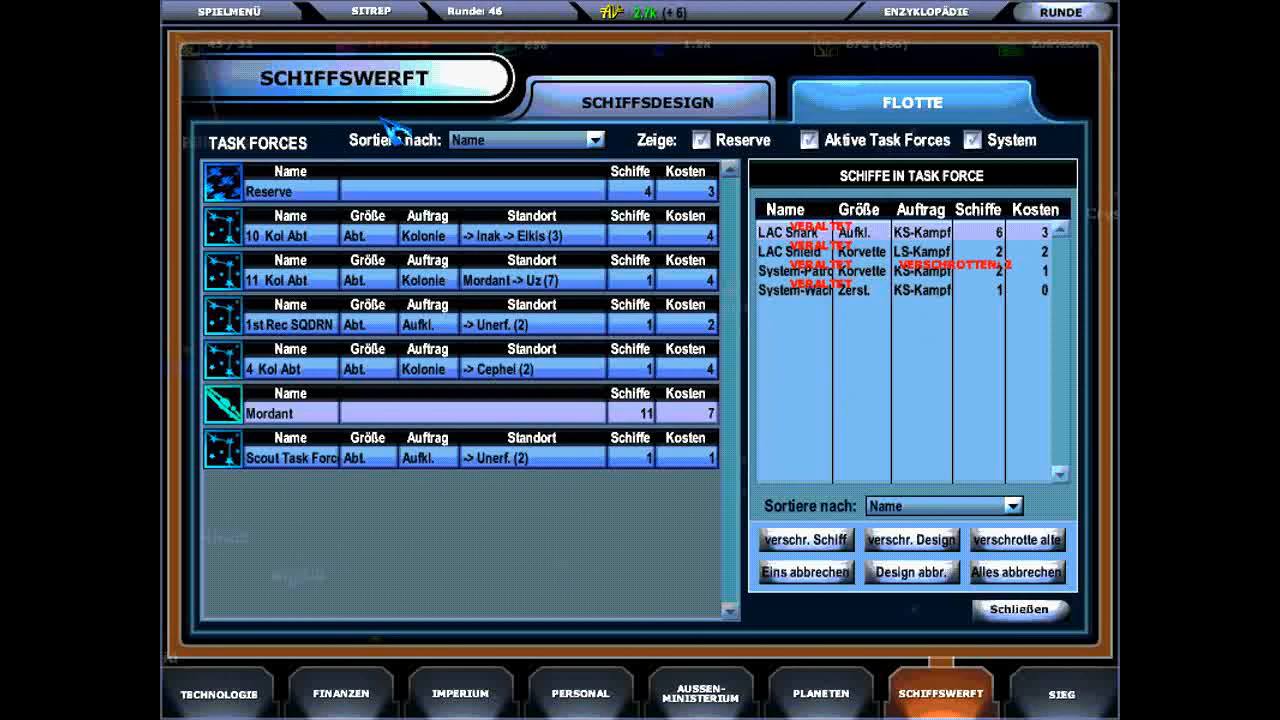 SPIELMENÜ SITREP Runde: 46 2.7k (+ 6) ENZYKLOPÄDIE RUNDE
SCHIFFSWERFT
SCHIFFSDESIGN FLOTTE
TASK FORCES Sortiere nach: Name Zeige: Reserve Aktive Task Forces System
Name Schiffe Kosten
Reserve 4 3
Name Größe Auftrag Standort Schiffe Kosten
10 Kol Abt Abt. Kolonie -> Inak -> Elkis (3) 1 4
Name Größe Auftrag Standort Schiffe Kosten
11 Kol Abt Abt. Kolonie Mordant -> Uz (7) 1 4
Name Größe Auftrag Standort Schiffe Kosten
1st Rec SQDRN Abt. Aufkl. -> Unerf. (2) 1 2
Name Größe Auftrag Standort Schiffe Kosten
4 Kol Abt Abt. Kolonie -> Cephei (2) 1 4
Name Schiffe Kosten
Mordant 11 7
Name Größe Auftrag Standort Schiffe Kosten
Scout Task Forc Abt. Aufkl. -> Unerf. (2) 1 1
SCHIFFE IN TASK FORCE
Name Größe Auftrag Schiffe Kosten
VERALTET
LAC Shark Aufkl. KS-Kampf 6 3
VERALTET
LAC Shield Korvette LS-Kampf 2 2
VERALTET VERSCHROTTEN: 2
System-Patro Korvette KS-Kampf 2 1
VERALTET
System-Wach Zerst. KS-Kampf 1 0
Sortiere nach: Name
verschr. Schiff verschr. Design verschrotte alte
Eins abbrechen Design abbr. Alles abbrechen
Schließen
TECHNOLOGIE FINANZEN IMPERIUM PERSONAL AUSSEN-
MINISTERIUM PLANETEN SCHIFFSWERFT SIEG